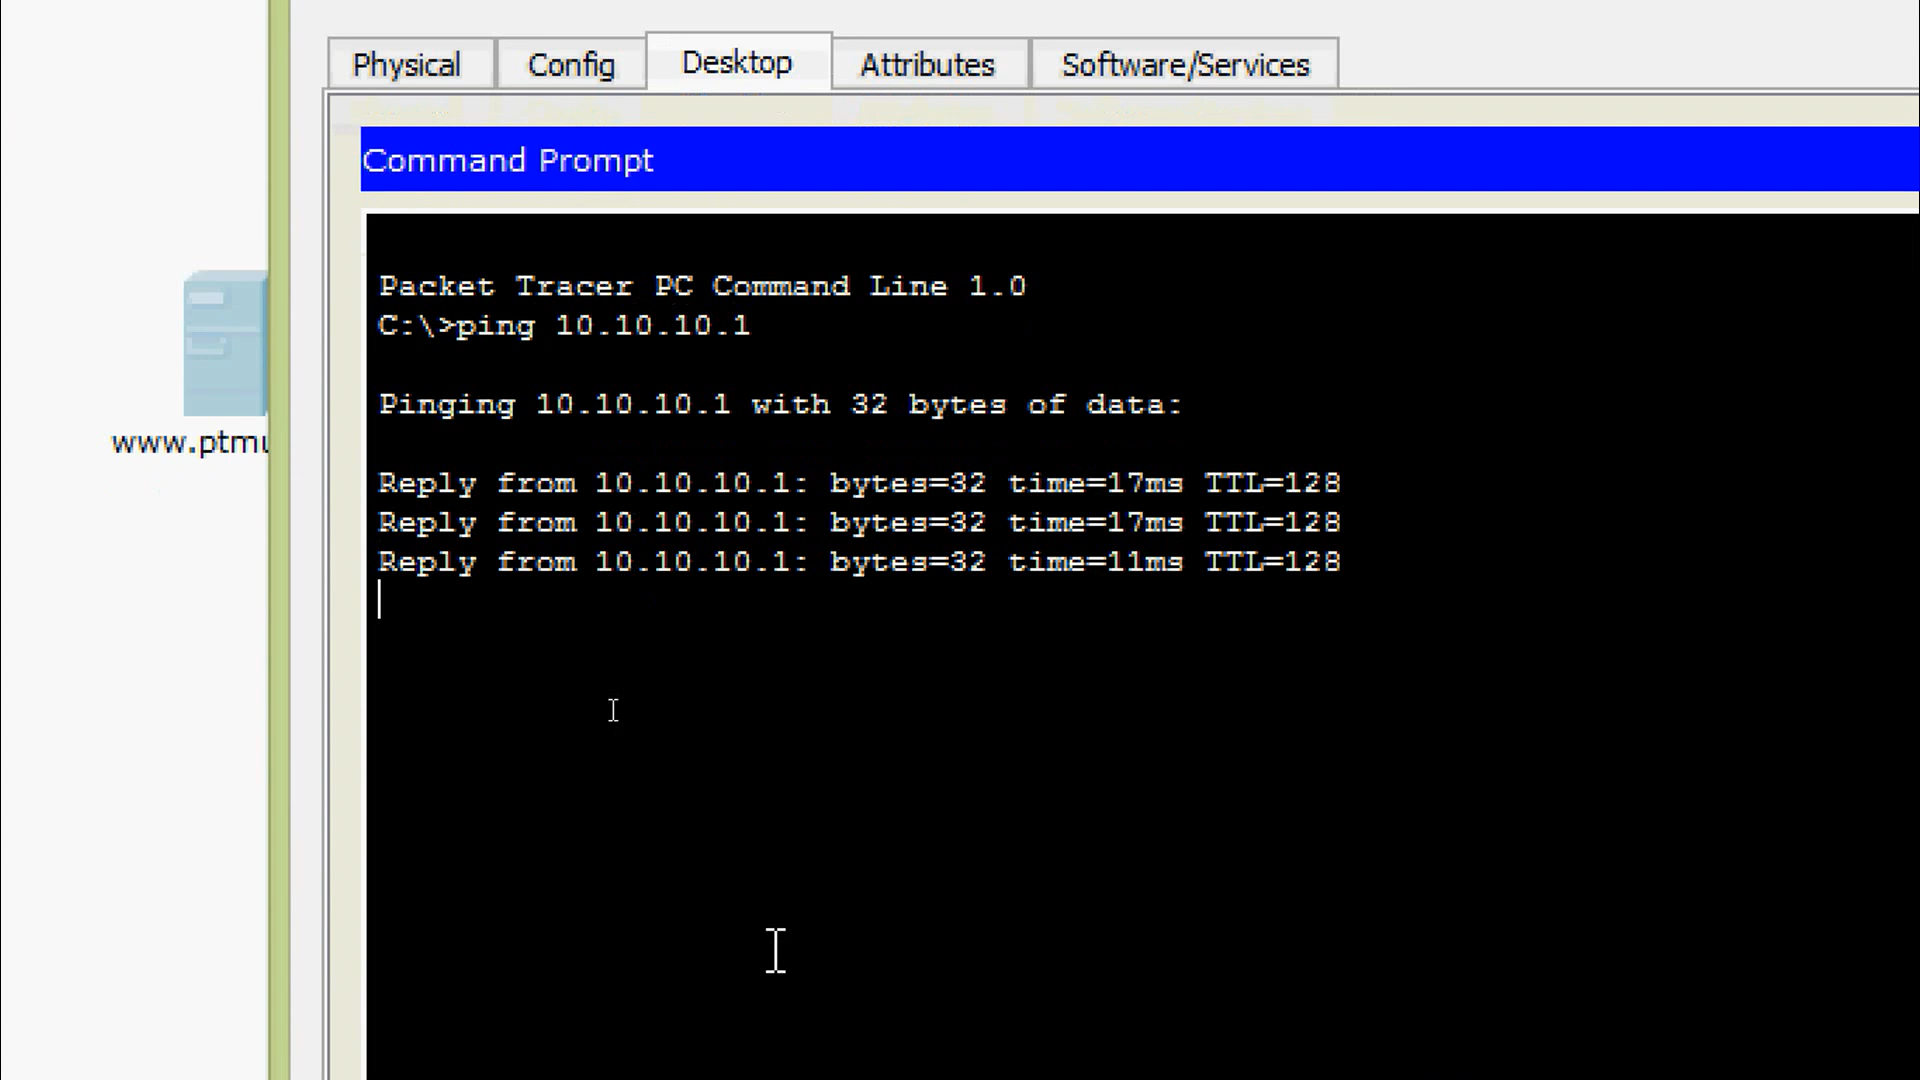 Physical
Config
Desktop
Attributes
Software/Services
Command Prompt
Packet Tracer PC Command Line 1.0
C:\>ping 10.10.10.1
Pinging 10.10.10.1 with 32 bytes of data:
Reply from 10.10.10.1: bytes=32 time=17ms TTL=128
Reply from 10.10.10.1: bytes=32 time=17ms TTL=128
Reply from 10.10.10.1: bytes=32 time=11ms TTL=128
www.ptmu